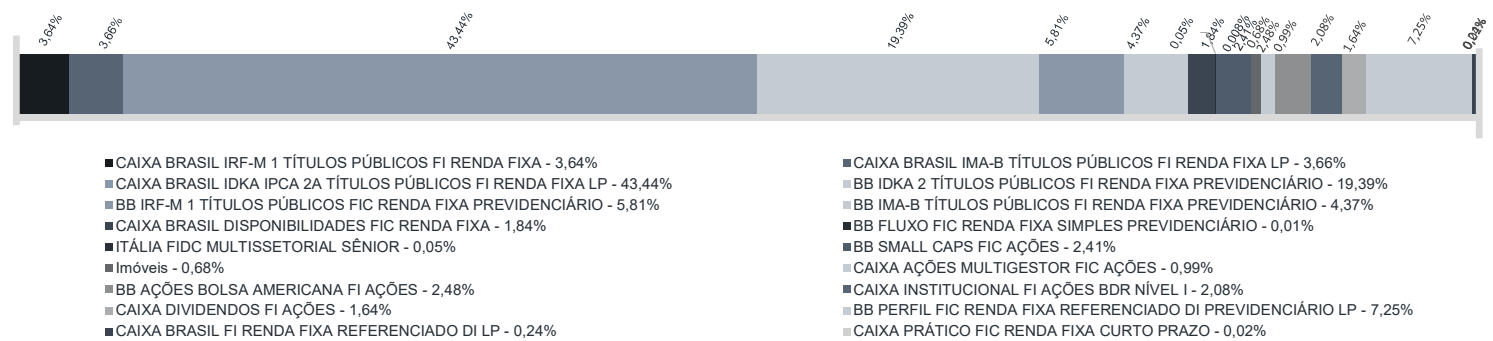 3,64%
3,66%
43,44%
19,39%
5,81%
4,37%
0,05%
1,84%
0,008%
2,41%
0,68%
2,48%
0,99%
2,08%
1,64%
7,25%
CAIXA BRASIL IRF-M 1 TÍTULOS PÚBLICOS FI RENDA FIXA - 3,64%
CAIXA BRASIL IMA-B TÍTULOS PÚBLICOS FI RENDA FIXA LP - 3,66%
CAIXA BRASIL IDKA IPCA 2A TÍTULOS PÚBLICOS FI RENDA FIXA LP - 43,44%
BB IDKA 2 TÍTULOS PÚBLICOS FI RENDA FIXA PREVIDENCIÁRIO - 19,39%
BB IRF-M 1 TÍTULOS PÚBLICOS FIC RENDA FIXA PREVIDENCIÁRIO - 5,81%
BB IMA-B TÍTULOS PÚBLICOS FI RENDA FIXA PREVIDENCIÁRIO - 4,37%
CAIXA BRASIL DISPONIBILIDADES FIC RENDA FIXA - 1,84%
BB FLUXO FIC RENDA FIXA SIMPLES PREVIDENCIÁRIO - 0,01%
ITÁLIA FIDC MULTISSETORIAL SÊNIOR - 0,05%
BB SMALL CAPS FIC AÇÕES - 2,41%
Imóveis - 0,68%
CAIXA AÇÕES MULTIGESTOR FIC AÇÕES - 0,99%
BB AÇÕES BOLSA AMERICANA FI AÇÕES - 2,48%
CAIXA INSTITUCIONAL FI AÇÕES BDR NÍVEL I - 2,08%
CAIXA DIVIDENDOS FI AÇÕES - 1,64%
BB PERFIL FIC RENDA FIXA REFERENCIADO DI PREVIDENCIÁRIO LP - 7,25%
CAIXA BRASIL FI RENDA FIXA REFERENCIADO DI LP - 0,24%
CAIXA PRÁTICO FIC RENDA FIXA CURTO PRAZO - 0,02%